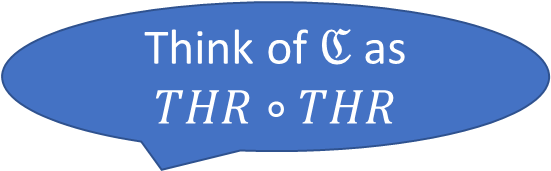 Think of ℭ as
THR ∘ THR